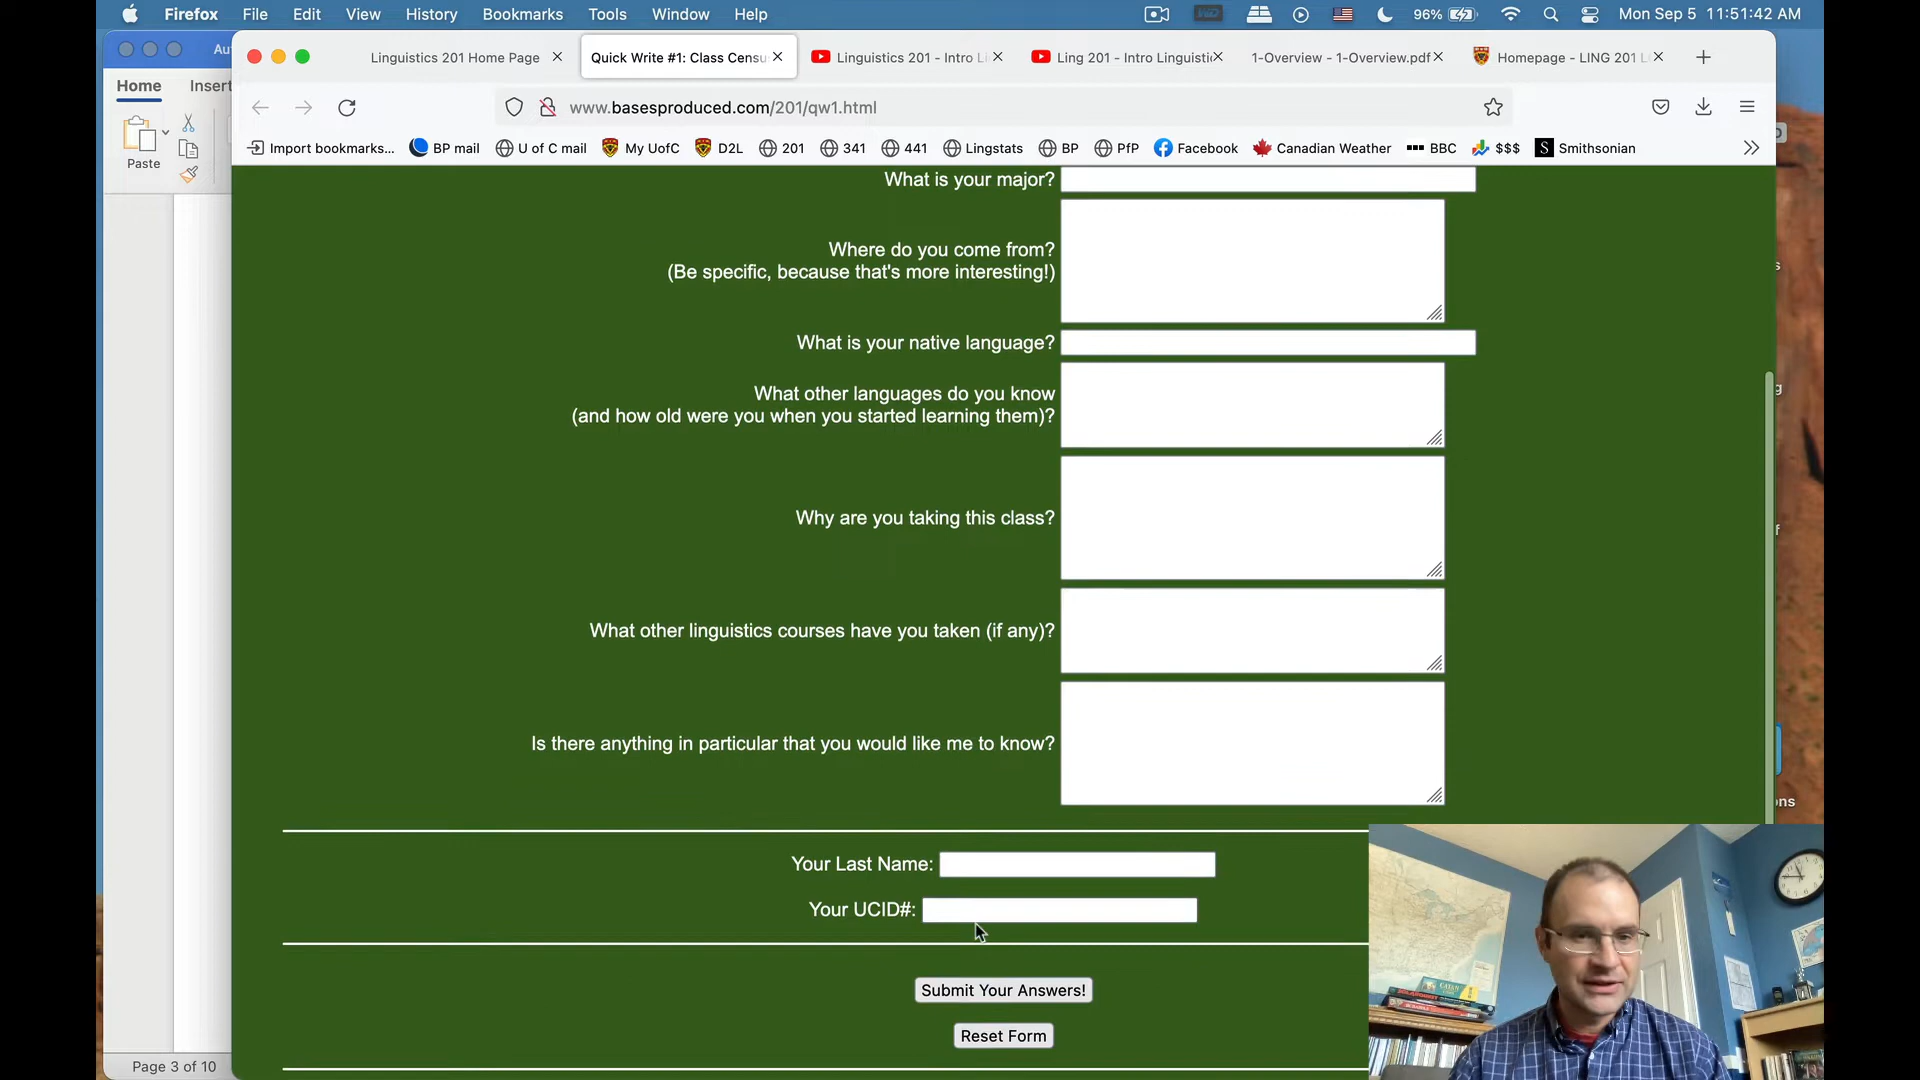 Firefox File Edit View History Bookmarks Tools Window Help 96% Mon Sep 5 11:51:42 AM
Linguistics 201 Home Page Quick Write #1: Class Censu Linguistics 201 - Intro Li Ling 201 - Intro Linguisti 1-Overview - 1-Overview.pdf Homepage - LING 201 L
Home Insert
www.basesproduced.com/201/qw1.html
Import bookmarks... BP mail U of C mail My UofC D2L 201 341 441 Lingstats BP PfP Facebook Canadian Weather BBC $$$ Smithsonian
Paste
What is your major?
Where do you come from?
(Be specific, because that's more interesting!)
What is your native language?
What other languages do you know
(and how old were you when you started learning them)?
Why are you taking this class?
What other linguistics courses have you taken (if any)?
Is there anything in particular that you would like me to know?
Your Last Name:
Your UCID#:
Submit Your Answers!
Reset Form
Page 3 of 10
CATAN